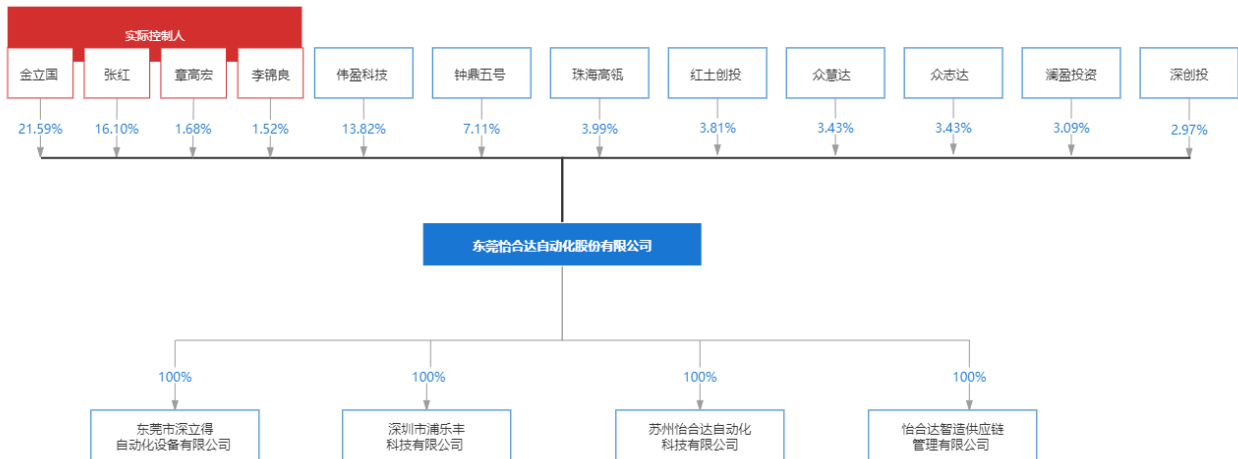 实际控制人
金立国
张红
章高宏
李锦良
伟盈科技
钟鼎五号
珠海高瓴
红土创投
众慧达
众志达
澜盈投资
深创投
21.59%
16.10%
1.68%
1.52%
13.82%
7.11%
3.99%
3.81%
3.43%
3.43%
3.09%
2.97%
东莞怡合达自动化股份有限公司
100%
100%
100%
100%
东莞市深立得
自动化设备有限公司
深圳市浦乐丰
科技有限公司
苏州怡合达自动化
科技有限公司
怡合达智造供应链
管理有限公司